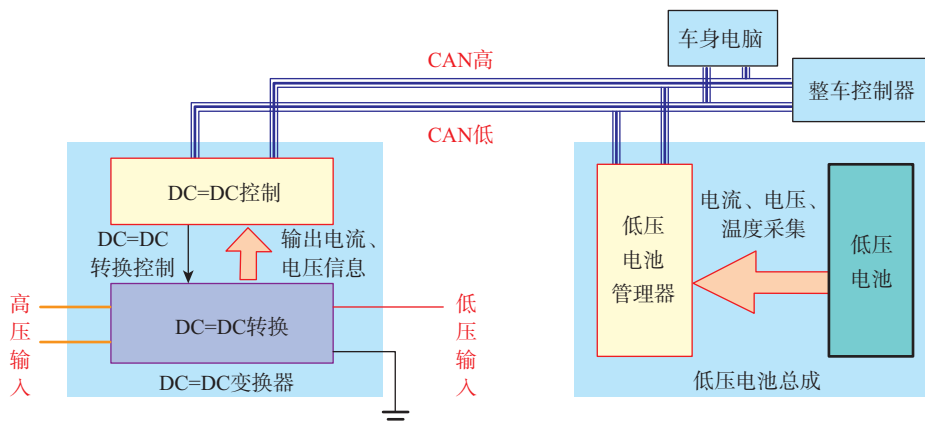 车身电脑
CAN高
整车控制器
CAN低
DC=DC控制
DC=DC
转换控制
输出电流、
电压信息
高
压
输
入
DC=DC转换
低
压
输
入
DC=DC变换器
低压
电池
管理器
电流、电压、
温度采集
低压
电池
低压电池总成